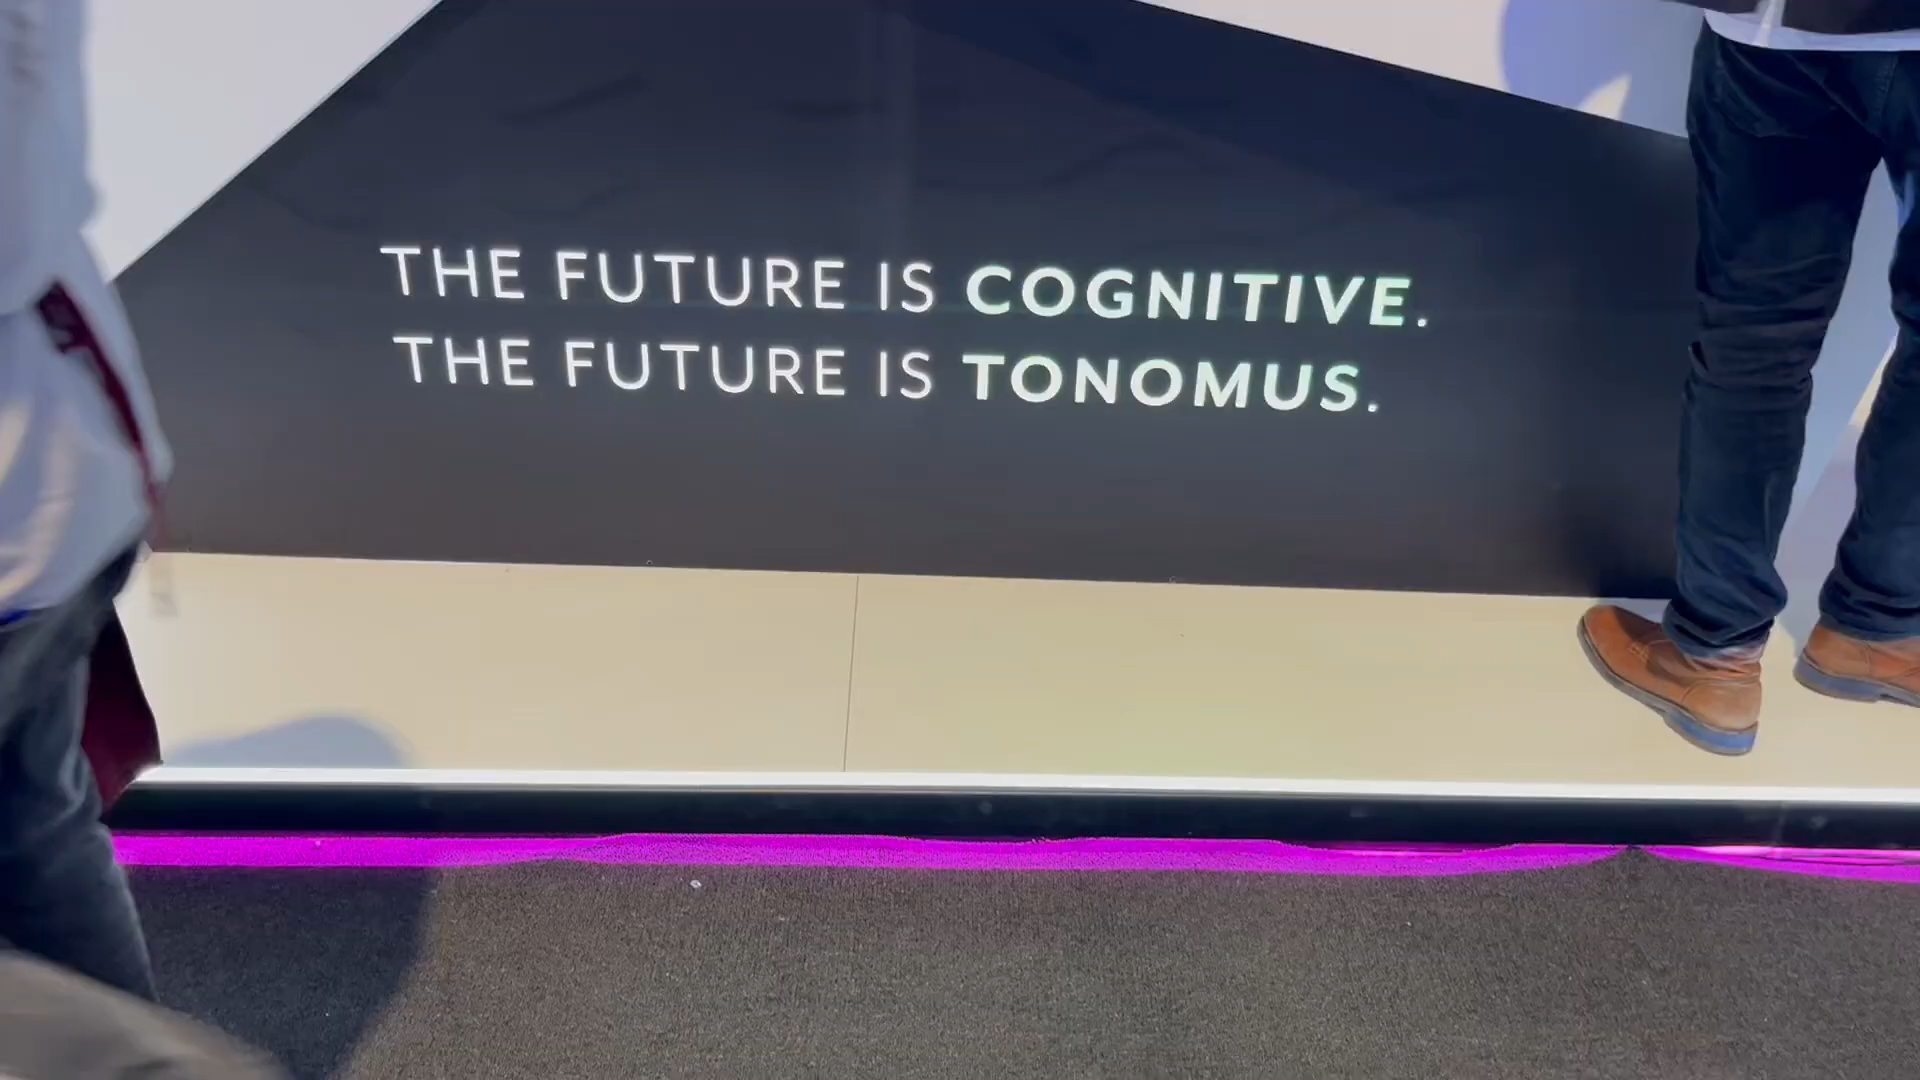 THE FUTURE IS COGNITIVE.
THE FUTURE IS TONOMUS.